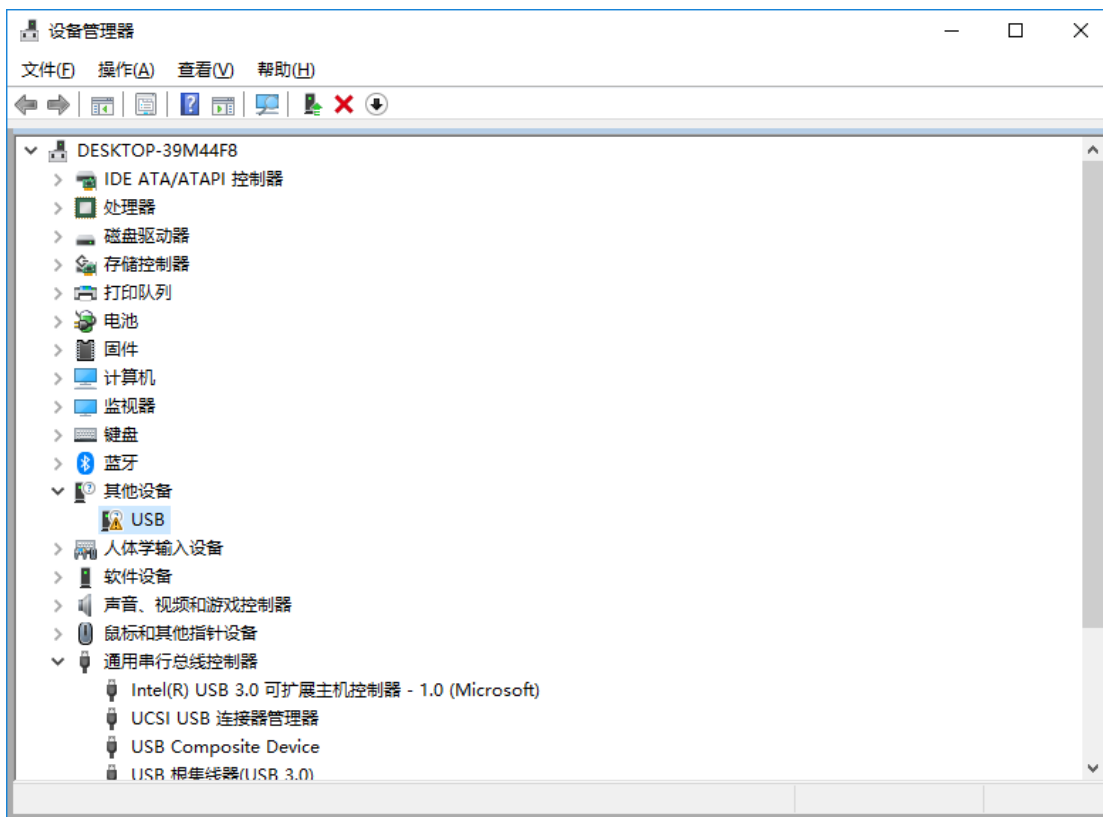 设备管理器
文件(F) 操作(A) 查看(V) 帮助(H)
DESKTOP-39M44F8
IDE ATA/ATAPI 控制器
处理器
磁盘驱动器
存储控制器
打印队列
电池
固件
计算机
监视器
键盘
蓝牙
其他设备
USB
人体学输入设备
软件设备
声音、视频和游戏控制器
鼠标和其他指针设备
通用串行总线控制器
Intel(R) USB 3.0 可扩展主机控制器 - 1.0 (Microsoft)
UCSI USB 连接器管理器
USB Composite Device
USB 根集线器(USB 3.0)